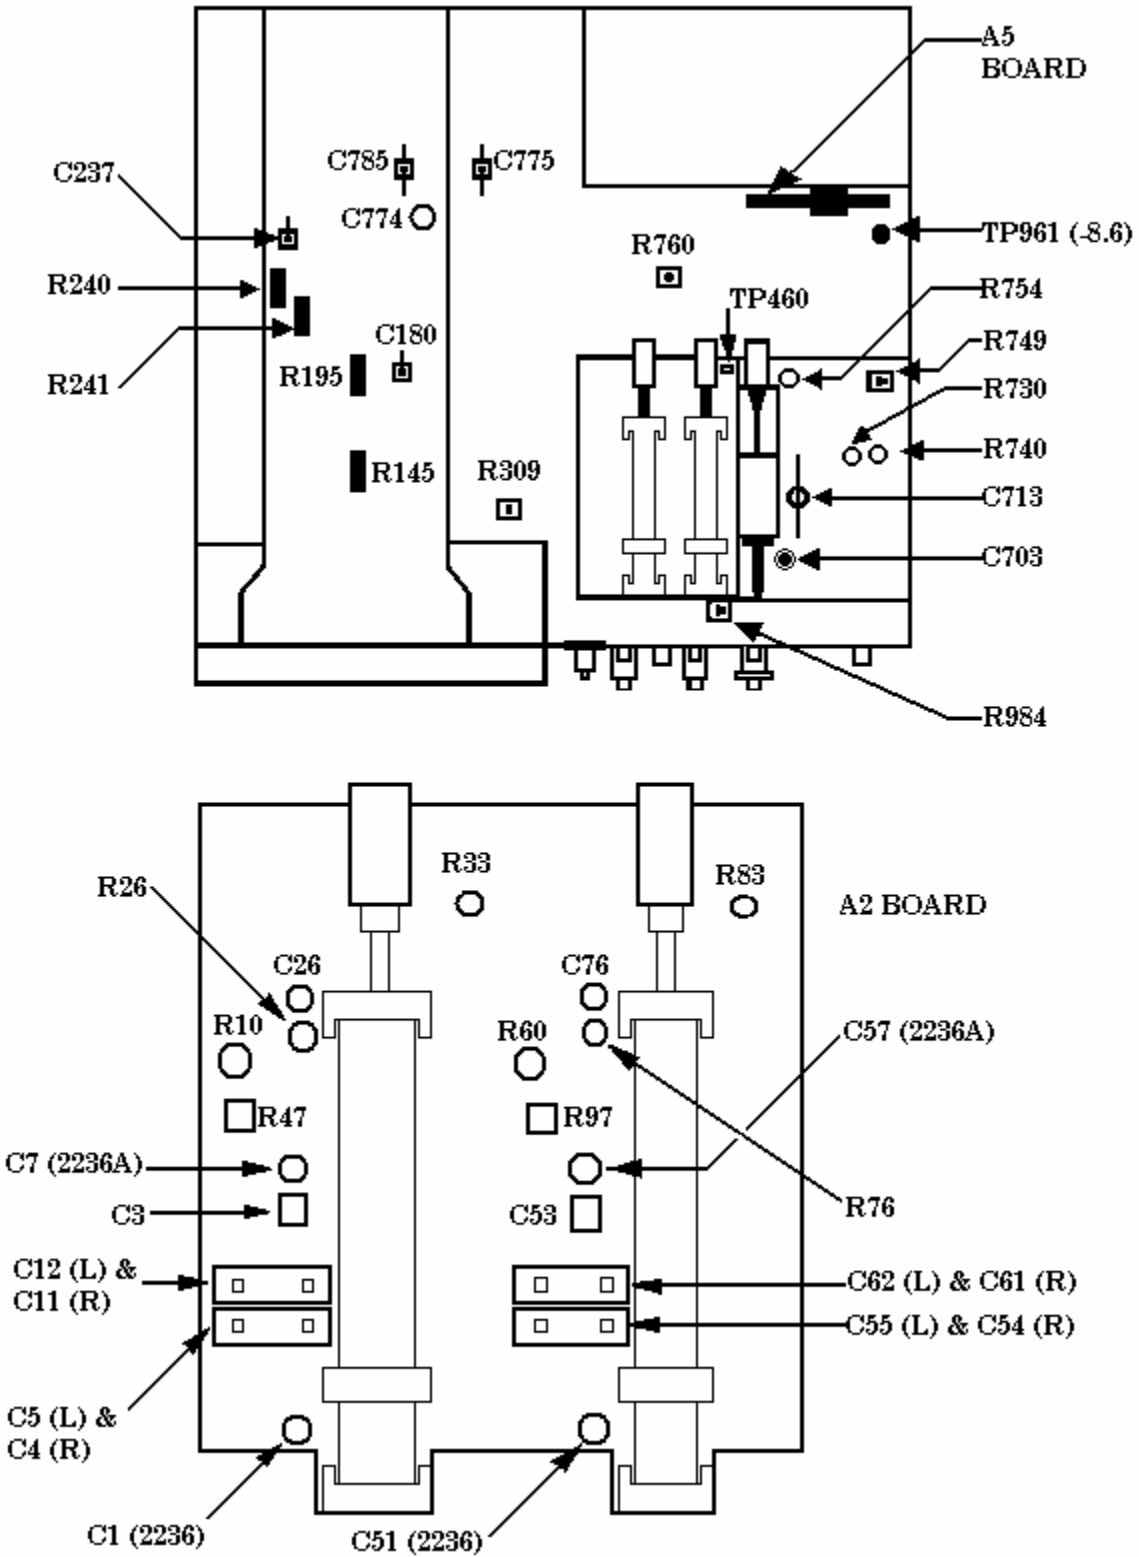 A5
BOARD
C785
C775
C237
C774
TP961 (-8.6)
R760
R240
R754
TP460
C180
R749
R195
R241
R730
R740
R145
R309
C713
C703
R984
R33
R83
R26
A2 BOARD
C26
C76
R10
R60
C57 (2236A)
R47
R97
C7 (2236A)
R76
C3
C53
C12 (L) &
C11 (R)
C62 (L) & C61 (R)
C55 (L) & C54 (R)
C5 (L) &
C4 (R)
C1 (2236)
C51 (2236)